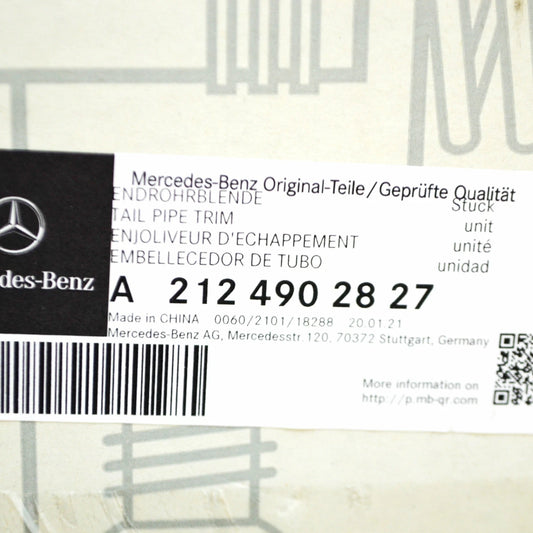 Mercedes-Benz Original-Teile/Geprüfte Qualität
ENDROHRBLENDE Stück
TAIL PIPE TRIM unit
ENJOLIVEUR D'ECHAPPEMENT unité
EMBELLECEDOR DE TUBO unidad
des-Benz
A 212 490 28 27
Made in CHINA 0060/2101/18288 20.01.21
Mercedes-Benz AG, Mercedesstr.120, 70372 Stuttgart, Germany
More information on
http://p.mb-qr.com